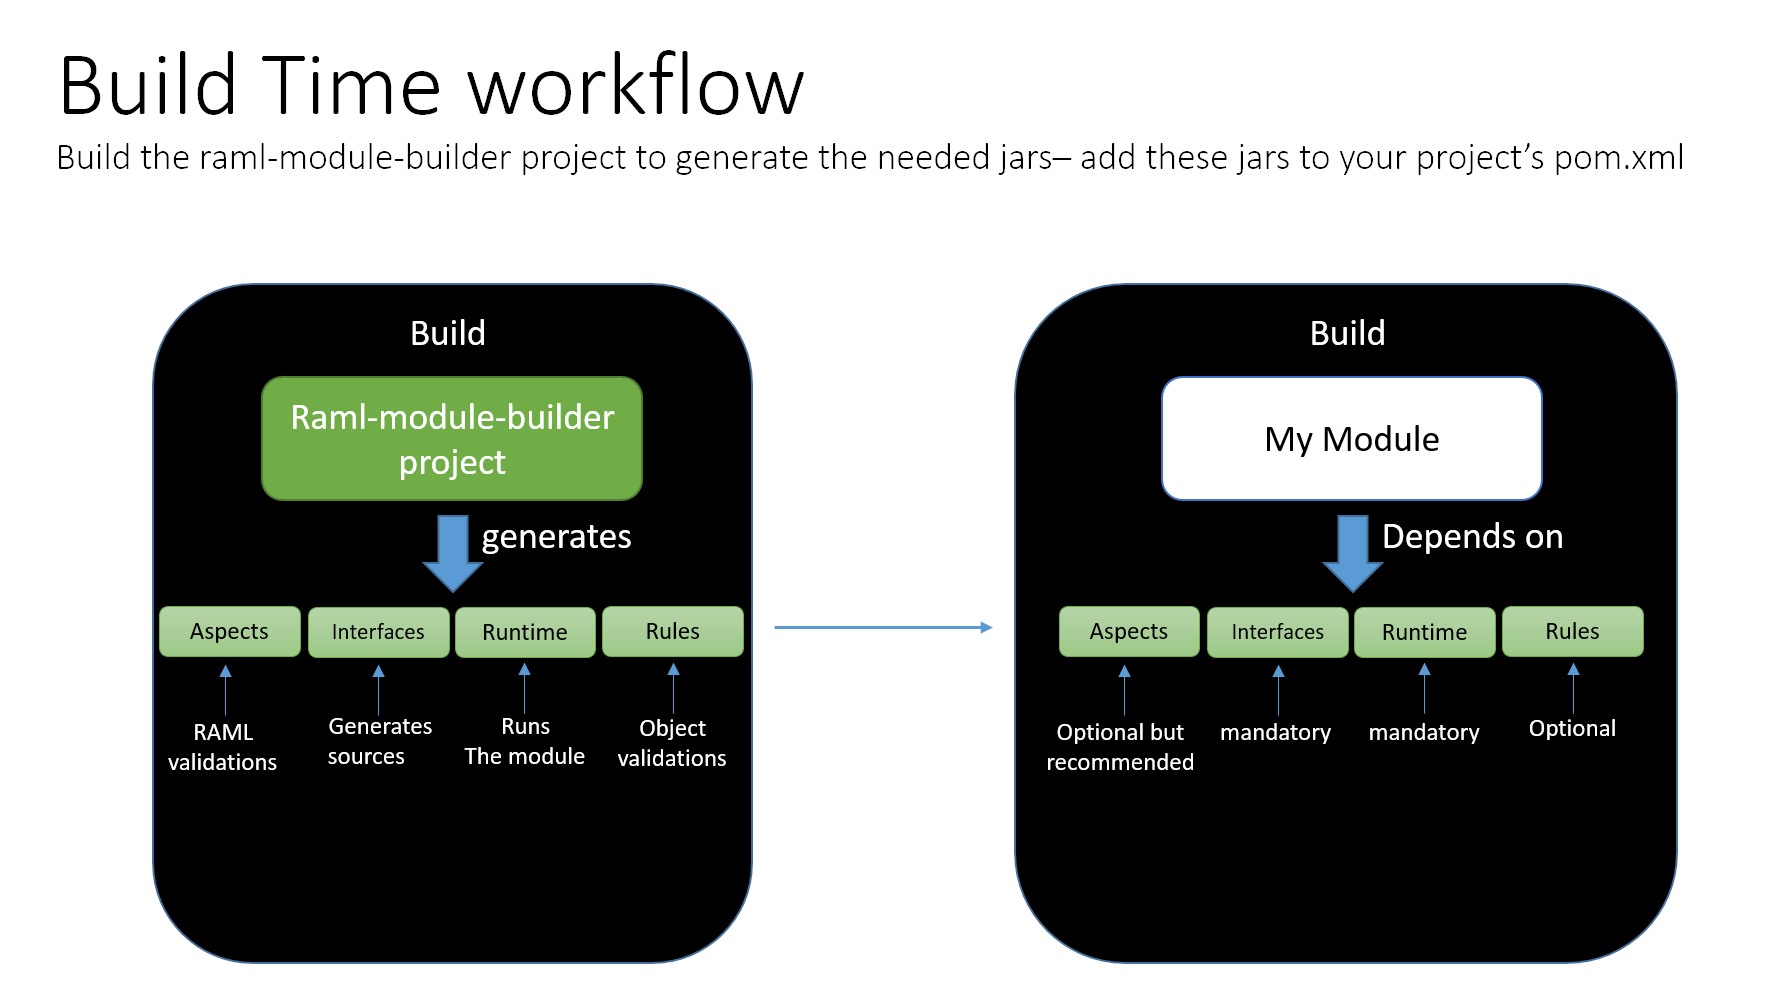 Build Time workflow
Build the raml-module-builder project to generate the needed jars– add these jars to your project’s pom.xml
Build
Raml-module-builder
project
generates
Aspects
Interfaces
Runtime
Rules
RAML
validations
Generates
sources
Runs
The module
Object
validations
Build
My Module
Depends on
Aspects
Interfaces
Runtime
Rules
Optional but
recommended
mandatory
mandatory
Optional